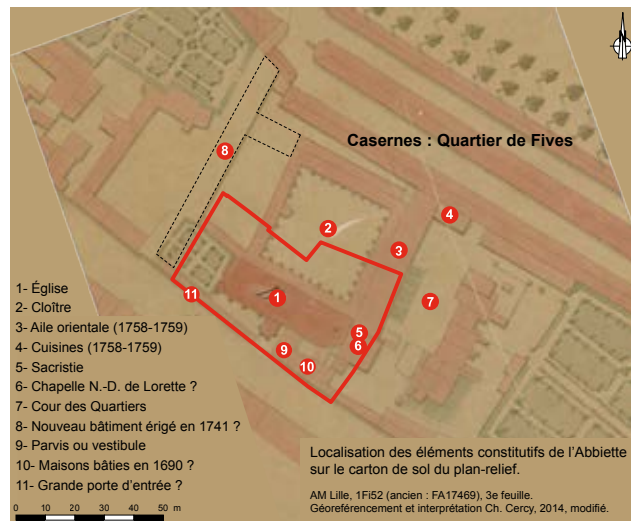 N
Casernes : Quartier de Fives
8
2
4
3
7
11
1
5
6
9
10
1- Église
2- Cloître
3- Aile orientale (1758-1759)
4- Cuisines (1758-1759)
5- Sacristie
6- Chapelle N.-D. de Lorette ?
7- Cour des Quartiers
8- Nouveau bâtiment érigé en 1741 ?
9- Parvis ou vestibule
10- Maisons bâties en 1690 ?
11- Grande porte d'entrée ?
0 10 20 30 40 50 m
Localisation des éléments constitutifs de l'Abbiette
sur le carton de sol du plan-relief.
AM Lille, 1Fi52 (ancien : FA17469), 3e feuille.
Géoreférencement et interprétation Ch. Cercy, 2014, modifié.